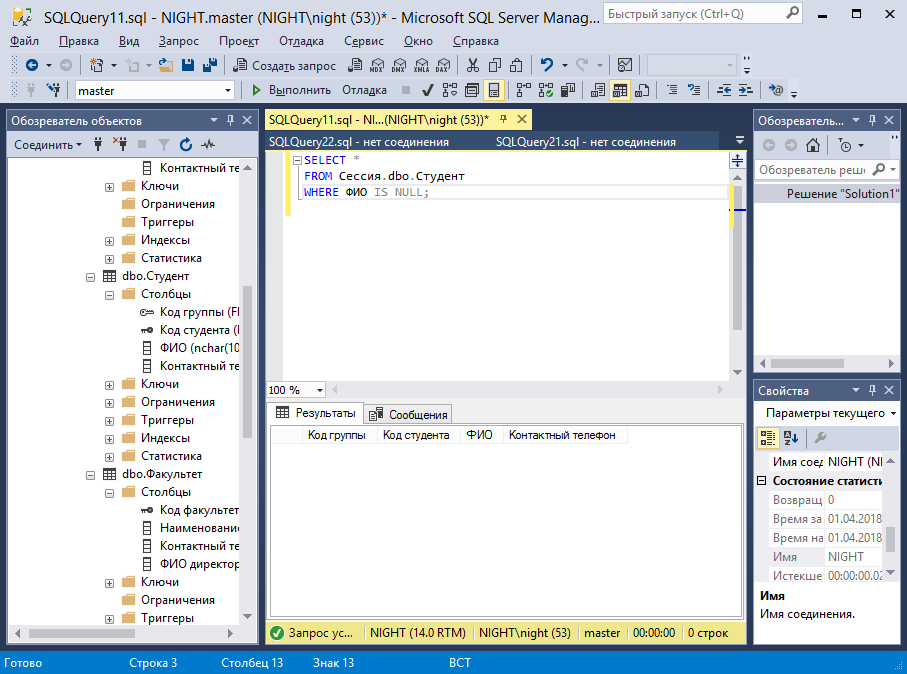 SQLQuery11.sql - NIGHT.master (NIGHT\night (53))* - Microsoft SQL Server Manag...
Быстрый запуск (Ctrl+Q)
Файл Правка Вид Запрос Проект Отладка Сервис Окно Справка
Создать запрос MDX DMX XMLA DAX
master Выполнить Отладка
Обозреватель объектов
Соединить
Контактный те
Ключи
Ограничения
Триггеры
Индексы
Статистика
dbo.Студент
Столбцы
Код группы (F
Код студента (
ФИО (nchar(10
Контактный те
Ключи
Ограничения
Триггеры
Индексы
Статистика
dbo.Факультет
Столбцы
Код факультет
Наименовани
Контактный те
ФИО директор
Ключи
Ограничения
Триггеры
SQLQuery11.sql - NI...(NIGHT\night (53))*
SQLQuery22.sql - нет соединения SQLQuery21.sql - нет соединения
SELECT *
FROM Сессия.dbo.Студент
WHERE ФИО IS NULL;
100 %
Результаты Сообщения
Код группы Код студента ФИО Контактный телефон
Запрос ус... NIGHT (14.0 RTM) NIGHT\night (53) master 00:00:00 0 строк
Обозреватель...
Обозреватель реше
Решение "Solution1"
Свойства
Параметры текущего
Имя соед NIGHT (NI
Состояние статисти
Возвращ 0
Время за 01.04.2018
Время на 01.04.2018
Имя NIGHT
Истекше 00:00:00.02
Имя
Имя соединения.
Готово Строка 3 Столбец 13 Знак 13 ВСТ